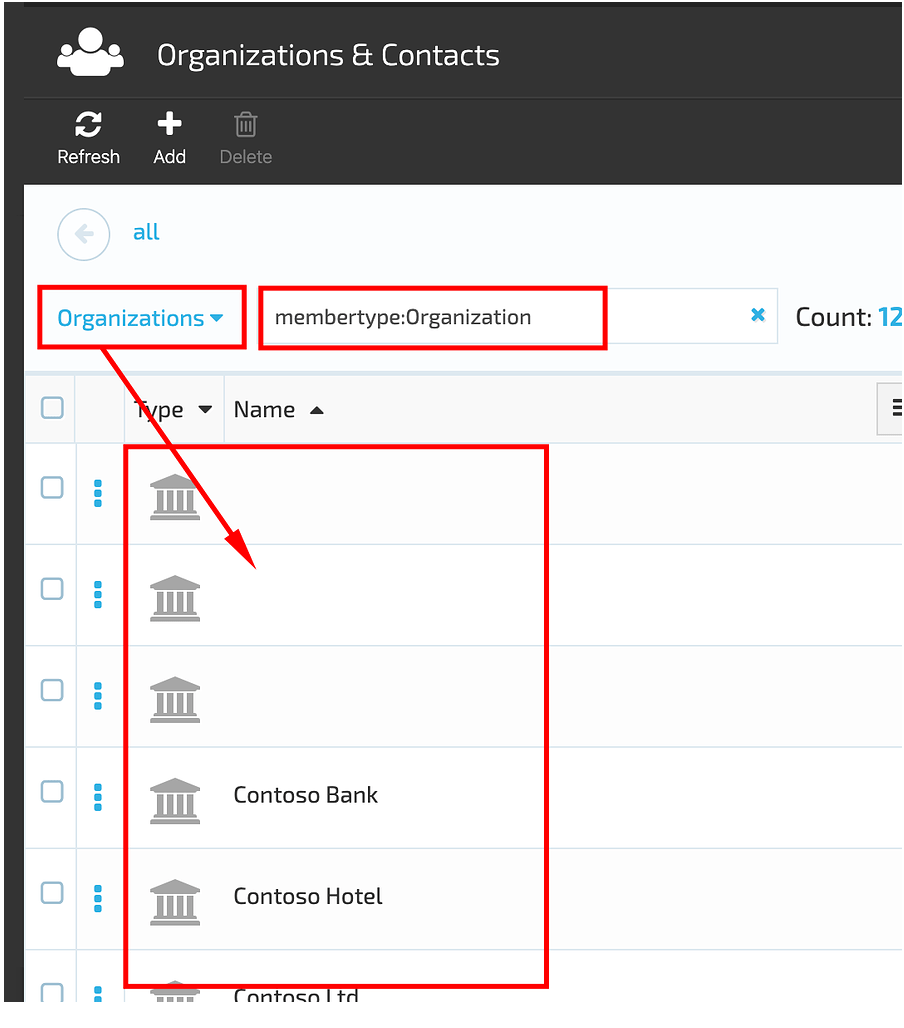 Organizations & Contacts
Refresh Add Delete
all
Organizations membertype:Organization Count: 12
Type Name
Contoso Bank
Contoso Hotel
Contoso Ltd